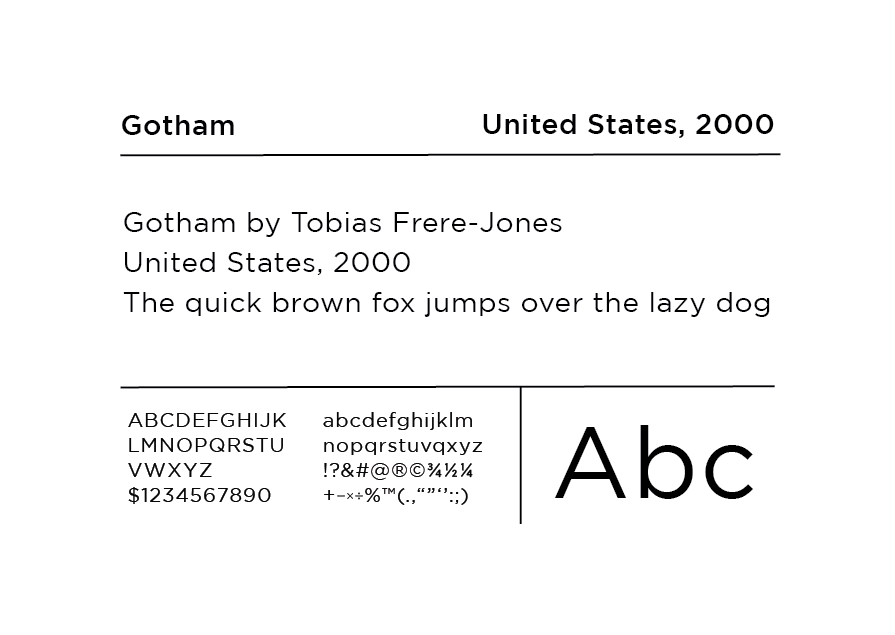 Gotham
United States, 2000
Gotham by Tobias Frere-Jones
United States, 2000
The quick brown fox jumps over the lazy dog
ABCDEFGHIJK
LMNOPQRSTU
VWXYZ
$1234567890
abcdefghijklm
nopqrstuvqxyz
!?&#@®©¾½¼
+−×÷%™(.,“”‘’:;)
Abc